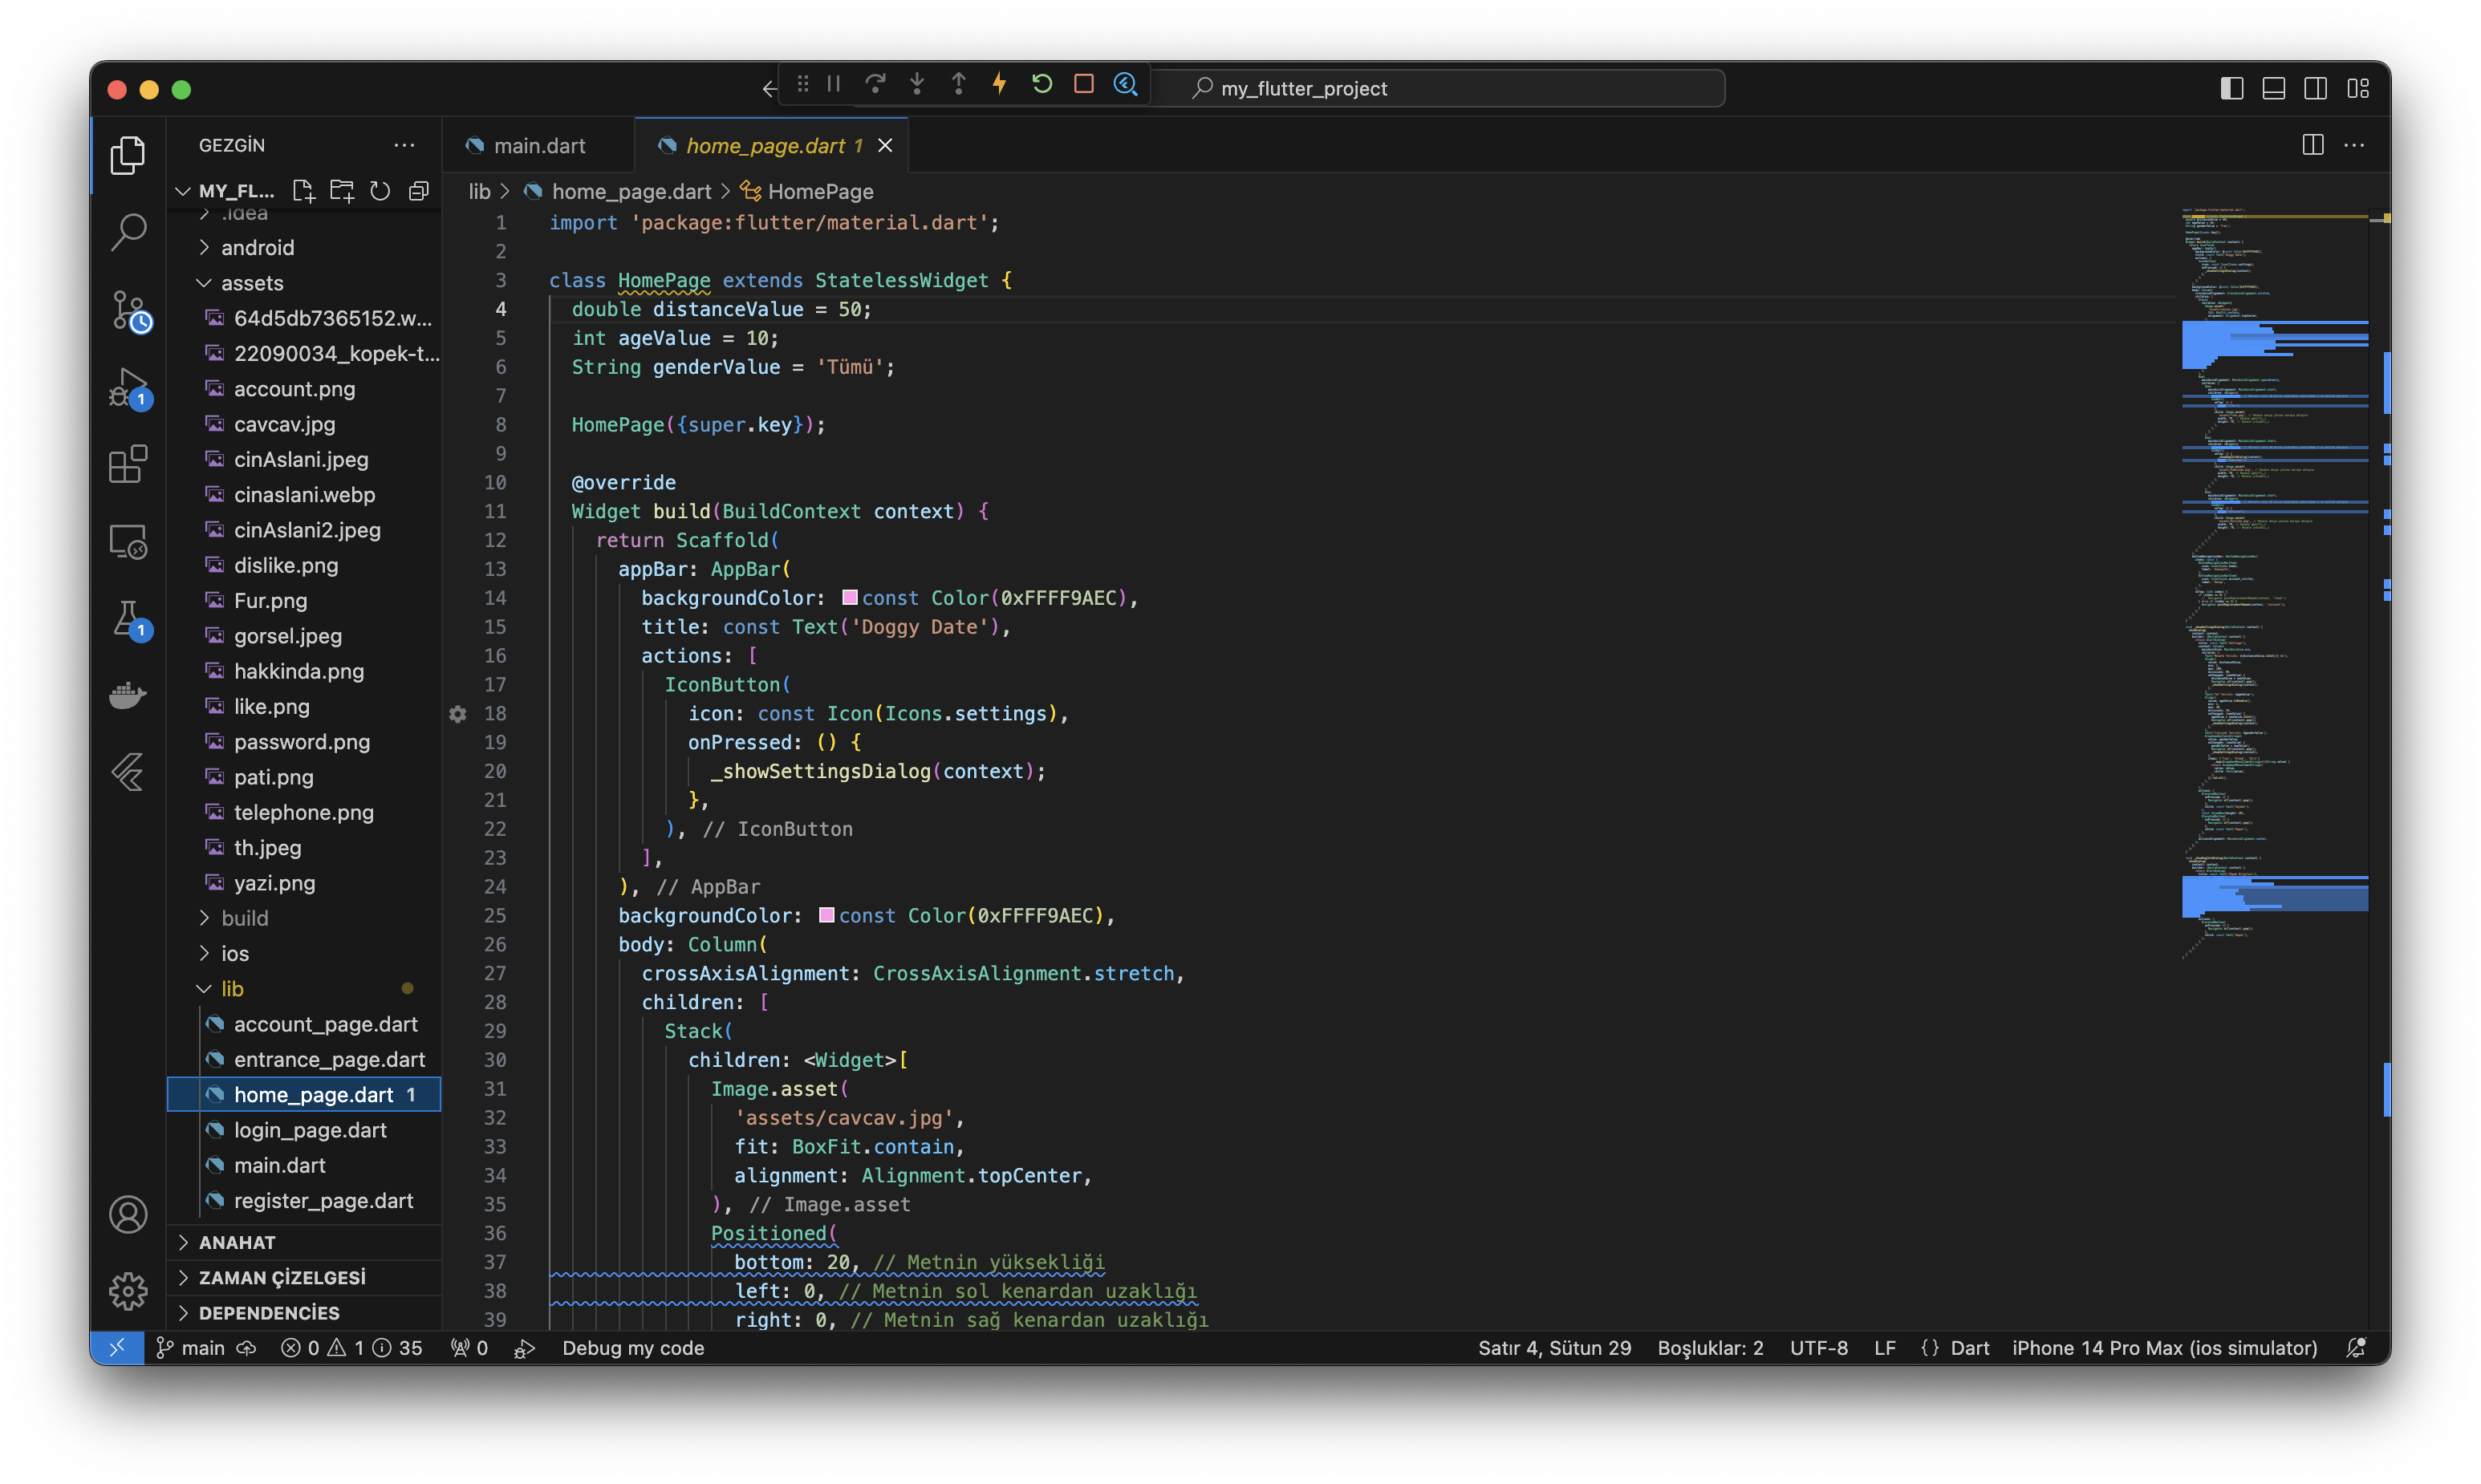 my_flutter_project
GEZGİN
MY_FL...
.idea
android
assets
64d5db7365152.w...
22090034_kopek-t...
account.png
cavcav.jpg
cinAslani.jpeg
cinaslani.webp
cinAslani2.jpeg
dislike.png
Fur.png
gorsel.jpeg
hakkinda.png
like.png
password.png
pati.png
telephone.png
th.jpeg
yazi.png
build
ios
lib
account_page.dart
entrance_page.dart
home_page.dart 1
login_page.dart
main.dart
register_page.dart
ANAHAT
ZAMAN ÇİZELGESİ
DEPENDENCİES
1
1
main.dart
home_page.dart 1
lib > home_page.dart > HomePage
1 import 'package:flutter/material.dart';
2
3 class HomePage extends StatelessWidget {
4 double distanceValue = 50;
5 int ageValue = 10;
6 String genderValue = 'Tümü';
7
8 HomePage({super.key});
9
10 @override
11 Widget build(BuildContext context) {
12 return Scaffold(
13 appBar: AppBar(
14 backgroundColor: const Color(0xFFFF9AEC),
15 title: const Text('Doggy Date'),
16 actions: [
17 IconButton(
18 icon: const Icon(Icons.settings),
19 onPressed: () {
20 _showSettingsDialog(context);
21 },
22 ), // IconButton
23 ],
24 ), // AppBar
25 backgroundColor: const Color(0xFFFF9AEC),
26 body: Column(
27 crossAxisAlignment: CrossAxisAlignment.stretch,
28 children: [
29 Stack(
30 children: <Widget>[
31 Image.asset(
32 'assets/cavcav.jpg',
33 fit: BoxFit.contain,
34 alignment: Alignment.topCenter,
35 ), // Image.asset
36 Positioned(
37 bottom: 20, // Metnin yüksekliği
38 left: 0, // Metnin sol kenardan uzaklığı
39 right: 0, // Metnin sağ kenardan uzaklığı
main 0 1 35 0 Debug my code Satır 4, Sütun 29 Boşluklar: 2 UTF-8 LF {} Dart iPhone 14 Pro Max (ios simulator)